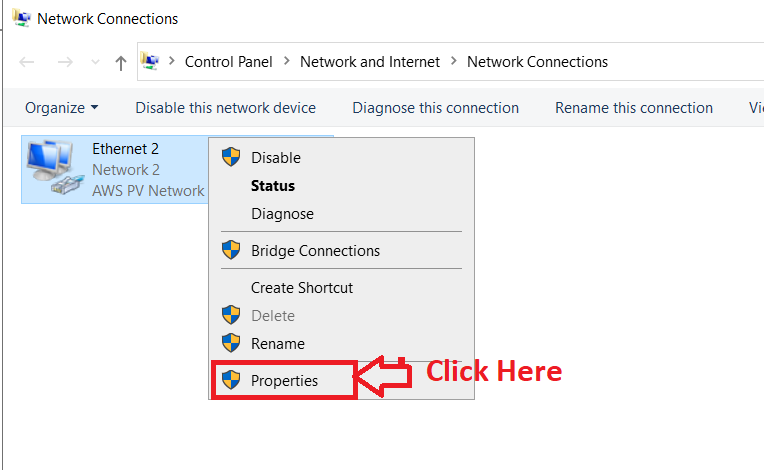 Network Connections
Control Panel > Network and Internet > Network Connections
Organize Disable this network device Diagnose this connection Rename this connection Vi
Ethernet 2
Network 2
AWS PV Network
Disable
Status
Diagnose
Bridge Connections
Create Shortcut
Delete
Rename
Properties
Click Here